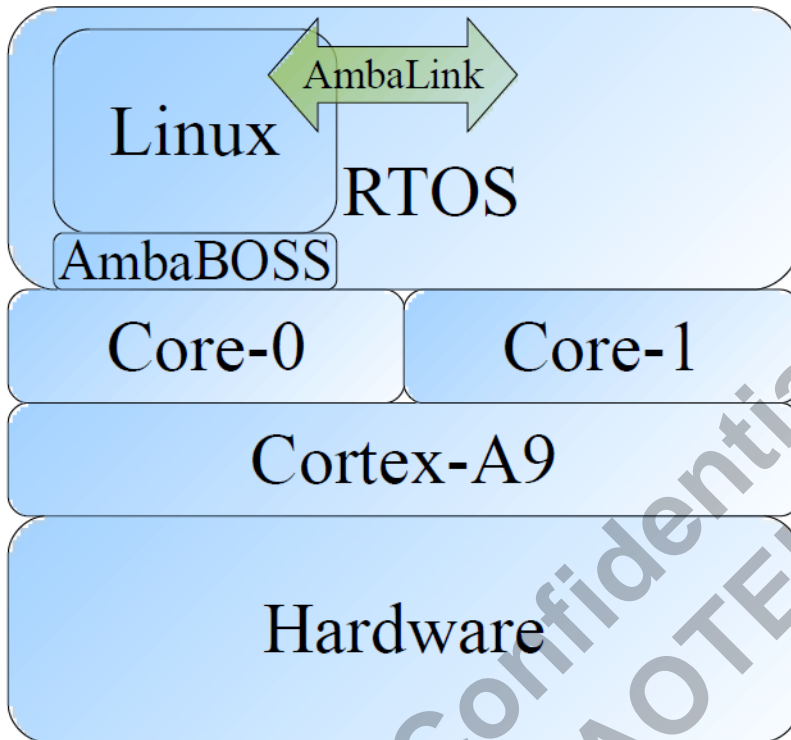 AmbaLink
Linux
RTOS
AmbaBOSS
Core-0
Core-1
Cortex-A9
Hardware